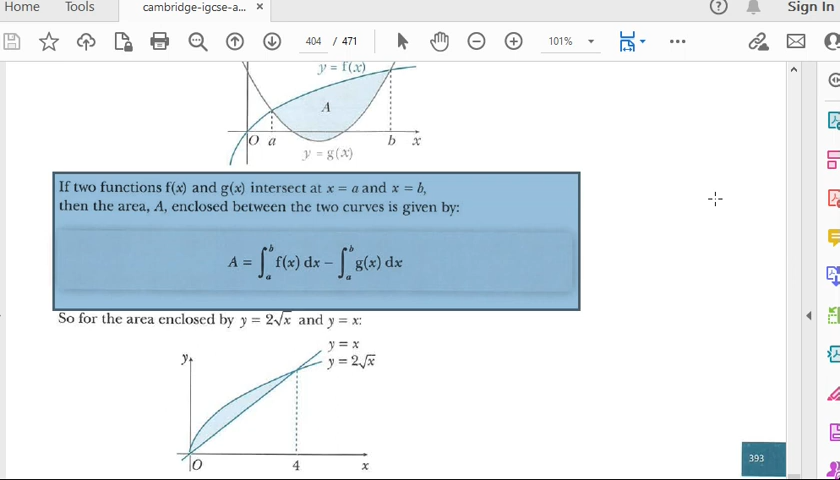 Home Tools cambridge-igcse-a... × Sign In
404 / 471 101%
y = f(x)
A
O a b x
y = g(x)
If two functions f(x) and g(x) intersect at x = a and x = b,
then the area, A, enclosed between the two curves is given by:
A = ∫ₐᵇ f(x) dx − ∫ₐᵇ g(x) dx
So for the area enclosed by y = 2√x and y = x:
y
y = x
y = 2√x
O 4 x
393